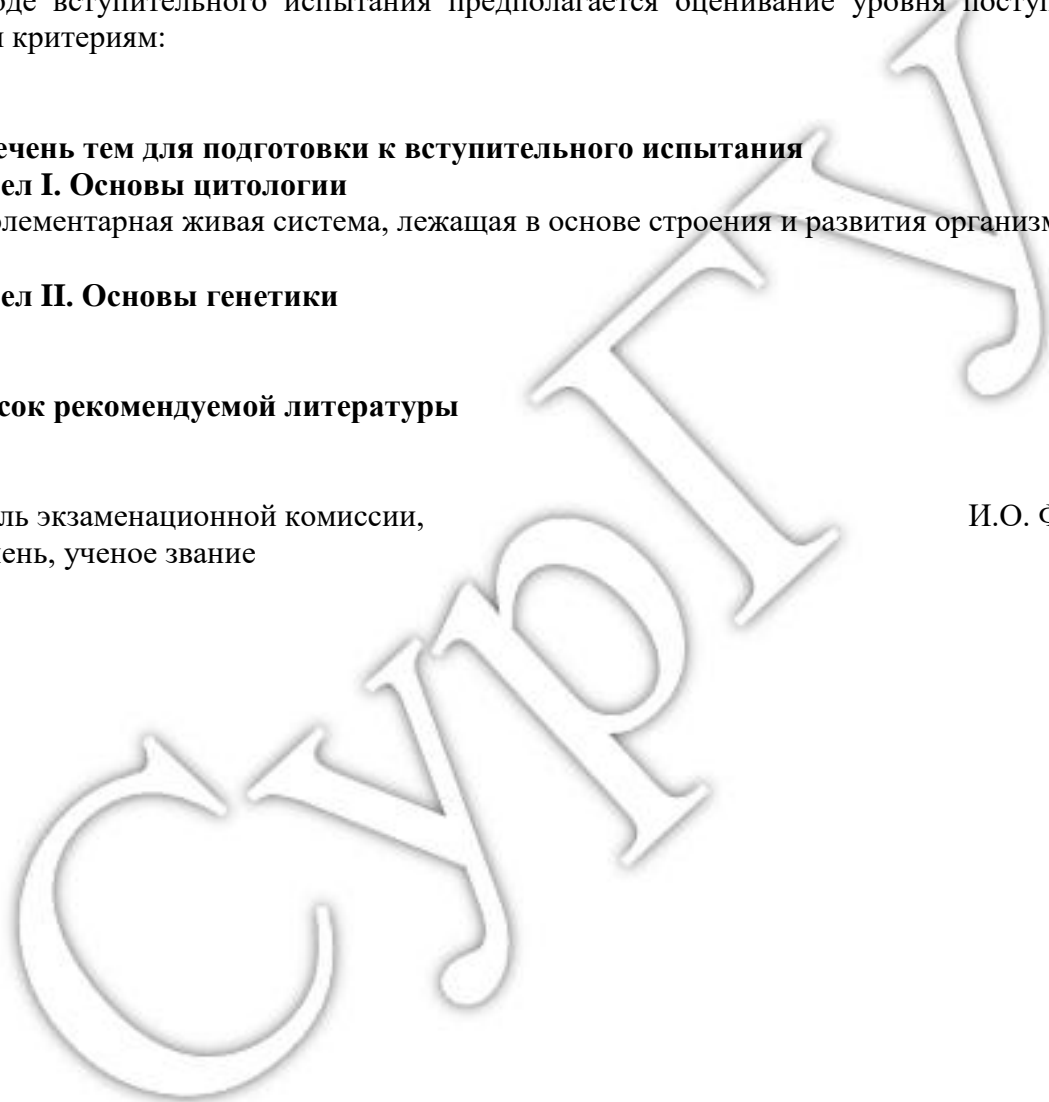 оде вступительного испытания предполагается оценивание уровня посту
и критериям:
ечень тем для подготовки к вступительного испытания
ел I. Основы цитологии
элементарная живая система, лежащая в основе строения и развития организм
ел II. Основы генетики
сок рекомендуемой литературы
ль экзаменационной комиссии, И.О. Ф
ень, ученое звание
СурГУ